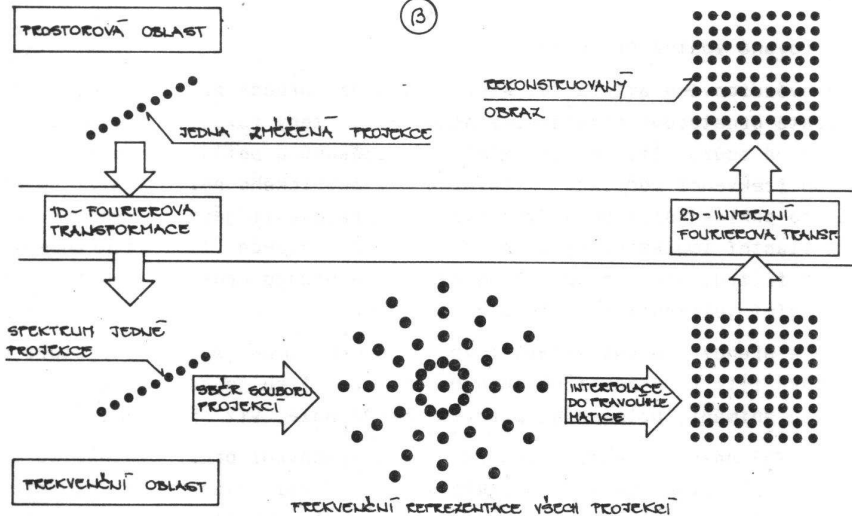 β
PROSTOROVÁ OBLAST
JEDNA ZMĚŘENÁ PROJEKCE
REKONSTRUOVANÝ
OBRAZ
1D-FOURIEROVA
TRANSFORMACE
2D-INVERZNÍ
FOURIEROVA TRANSF.
SPEKTRUM JEDNÉ
PROJEKCE
SBĚR SOUBORU
PROJEKCÍ
INTERPOLACE
DO PRAVOÚHLÉ
MATICE
FREKVENČNÍ OBLAST
FREKVENČNÍ REPREZENTACE VŠECH PROJEKCÍ